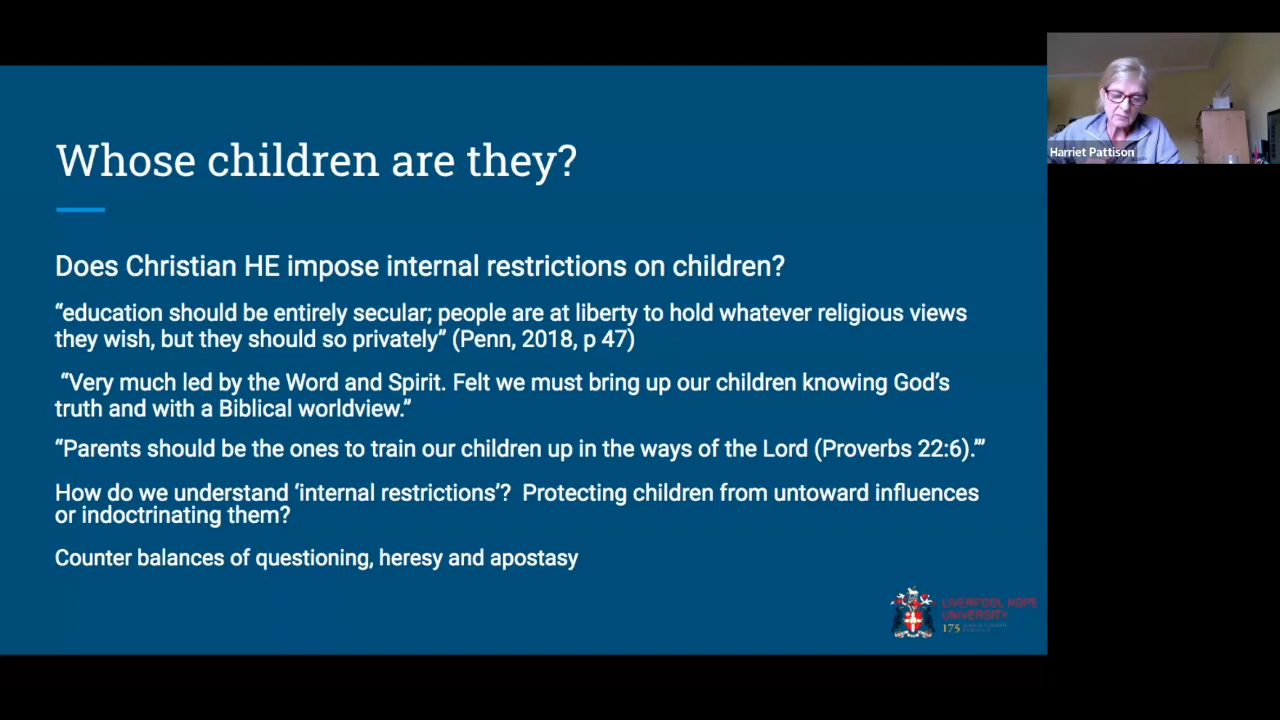 Whose children are they?
Does Christian HE impose internal restrictions on children?
“education should be entirely secular; people are at liberty to hold whatever religious views
they wish, but they should so privately” (Penn, 2018, p 47)
“Very much led by the Word and Spirit. Felt we must bring up our children knowing God’s
truth and with a Biblical worldview.”
“Parents should be the ones to train our children up in the ways of the Lord (Proverbs 22:6).”’
How do we understand ‘internal restrictions’?  Protecting children from untoward influences
or indoctrinating them?
Counter balances of questioning, heresy and apostasy
LIVERPOOL HOPE
UNIVERSITY
175
Harriet Pattison